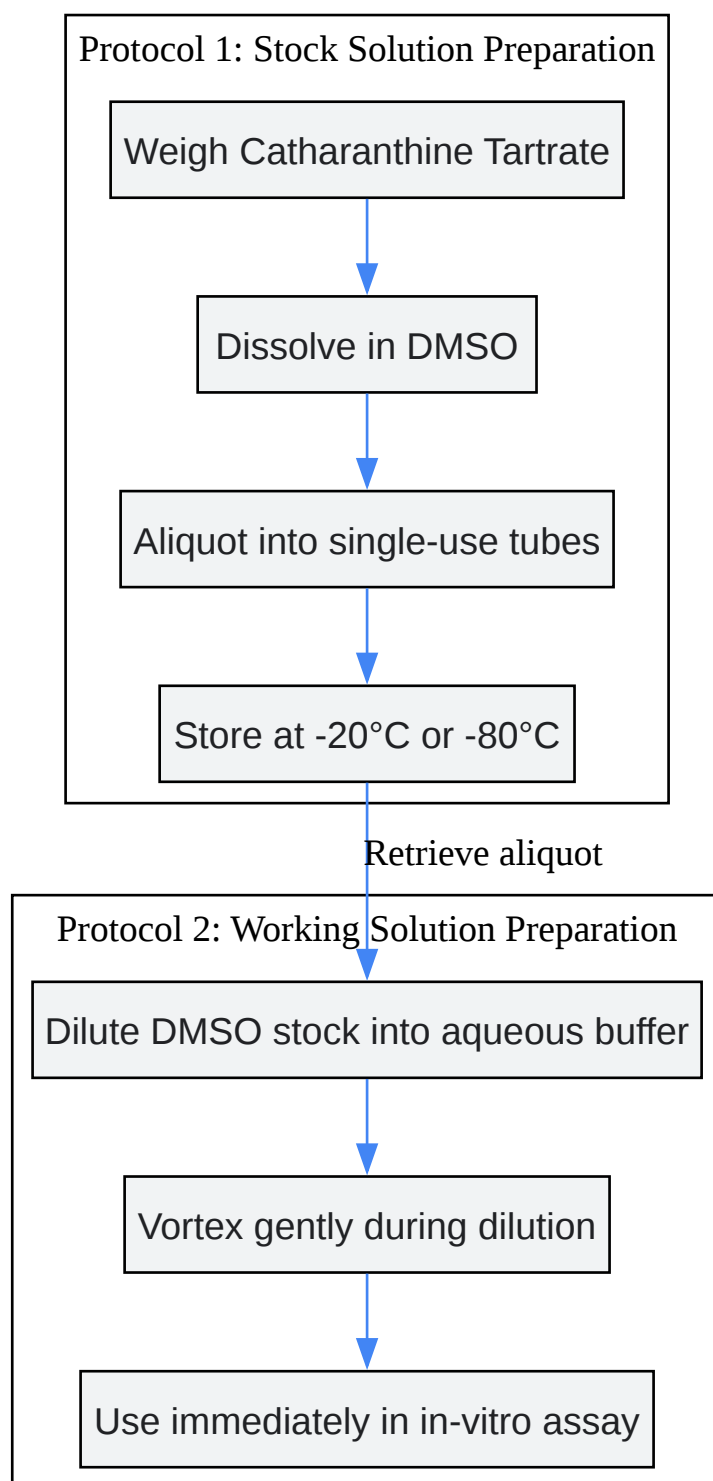 Protocol 1: Stock Solution Preparation
Weigh Catharanthine Tartrate
Dissolve in DMSO
Aliquot into single-use tubes
Store at -20°C or -80°C
Retrieve aliquot
Protocol 2: Working Solution Preparation
Dilute DMSO stock into aqueous buffer
Vortex gently during dilution
Use immediately in in-vitro assay